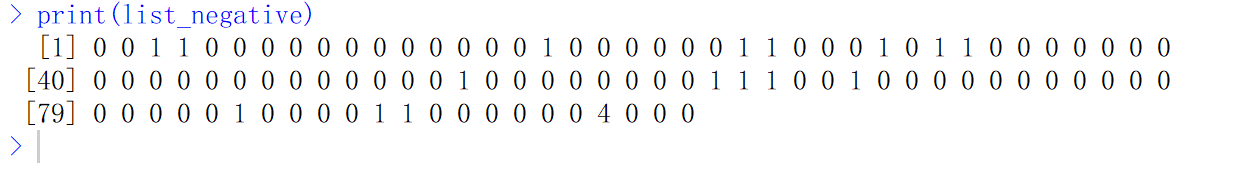 > print(list_negative)
[1] 0 0 1 1 0 0 0 0 0 0 0 0 0 0 0 0 1 0 0 0 0 0 0 1 1 0 0 0 1 0 1 1 0 0 0 0 0 0 0
[40] 0 0 0 0 0 0 0 0 0 0 0 0 0 1 0 0 0 0 0 0 0 0 1 1 1 0 0 1 0 0 0 0 0 0 0 0 0 0 0
[79] 0 0 0 0 0 1 0 0 0 0 1 1 0 0 0 0 0 0 4 0 0 0
>